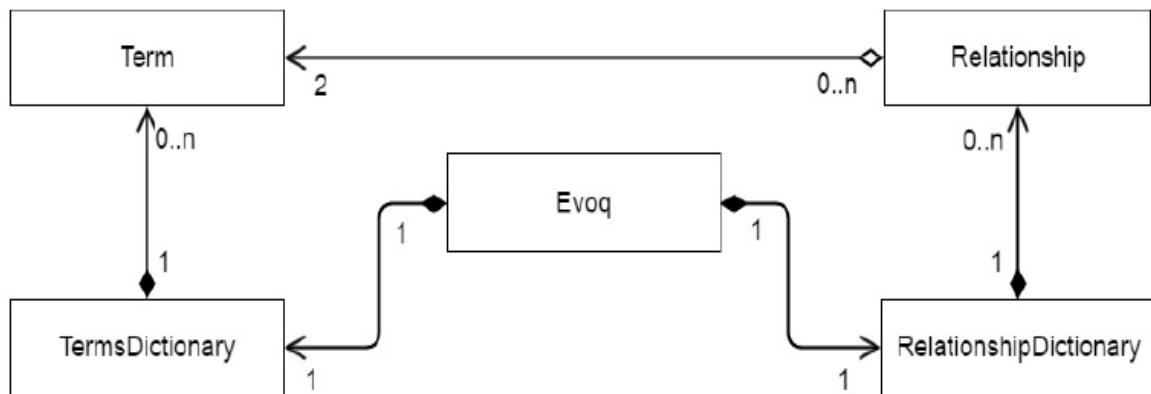 Term
Relationship
2
0..n
0..n
0..n
Evoq
1
1
1
1
TermsDictionary
RelationshipDictionary
1
1